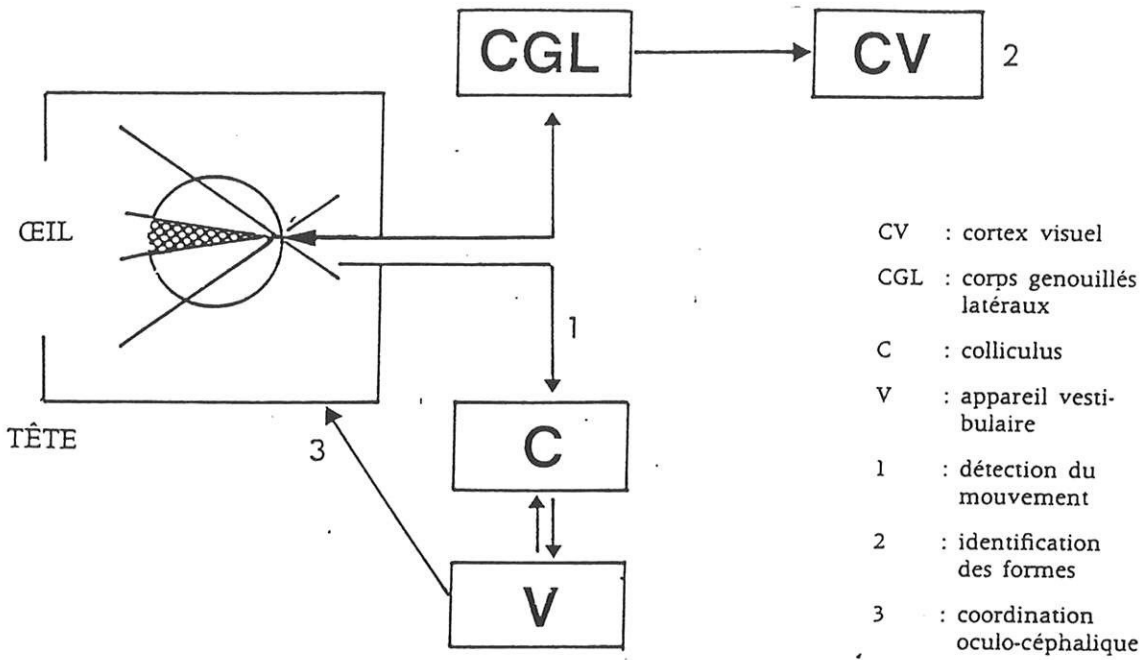 CGL
CV
2
ŒIL
1
TÊTE
3
C
V
CV : cortex visuel
CGL : corps genouillés
latéraux
C : colliculus
V : appareil vesti-
bulaire
1 : détection du
mouvement
2 : identification
des formes
3 : coordination
oculo-céphalique